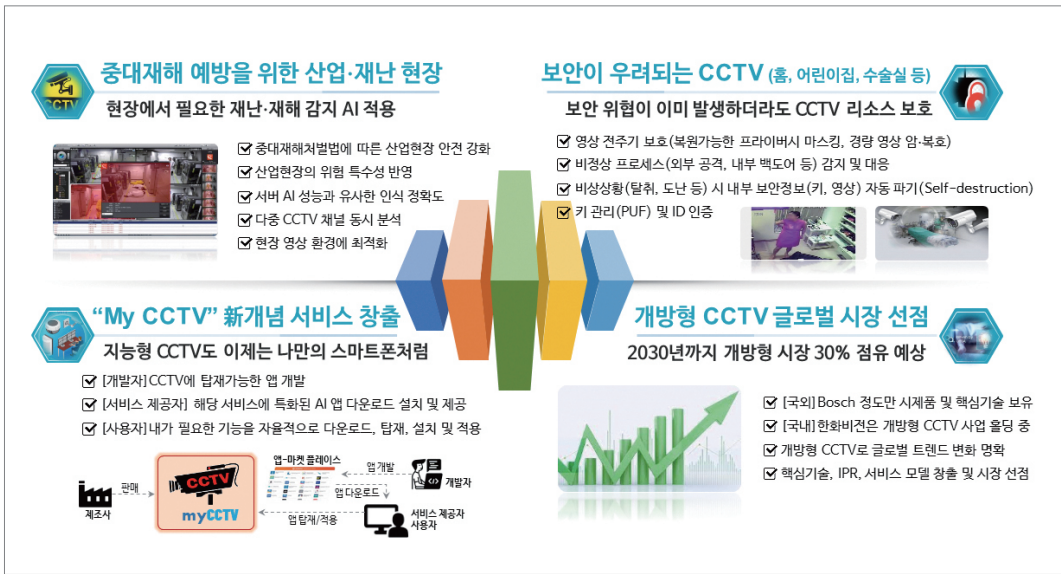 중대재해 예방을 위한 산업·재난 현장
현장에서 필요한 재난·재해 감지 AI 적용
CCTV
중대재해처벌법에 따른 산업현장 안전 강화
산업현장의 위험 특수성 반영
서버 AI 성능과 유사한 인식 정확도
다중 CCTV 채널 동시 분석
현장 영상 환경에 최적화
보안이 우려되는 CCTV (홈, 어린이집, 수술실 등)
보안 위협이 이미 발생하더라도 CCTV 리소스 보호
영상 전주기 보호(복원가능한 프라이버시 마스킹, 경량 영상 암·복호)
비정상 프로세스(외부 공격, 내부 백도어 등) 감지 및 대응
비상상황(탈취, 도난 등) 시 내부 보안정보(키, 영상) 자동 파기(Self-destruction)
키 관리(PUF) 및 ID 인증
“My CCTV” 新개념 서비스 창출
지능형 CCTV도 이제는 나만의 스마트폰처럼
[개발자]CCTV에 탑재가능한 앱 개발
[서비스 제공자] 해당 서비스에 특화된 AI 앱 다운로드 설치 및 제공
[사용자]내가 필요한 기능을 자율적으로 다운로드, 탑재, 설치 및 적용
앱-마켓 플레이스
앱 개발
개발자
앱 다운로드
판매
제조사
CCTV
myCCTV
앱 탑재/적용
서비스 제공자
사용자
개방형 CCTV 글로벌 시장 선점
2030년까지 개방형 시장 30% 점유 예상
[국외]Bosch 정도만 시제품 및 핵심기술 보유
[국내]한화비전은 개방형 CCTV 사업 홀딩 중
개방형 CCTV로 글로벌 트렌드 변화 명확
핵심기술, IPR, 서비스 모델 창출 및 시장 선점